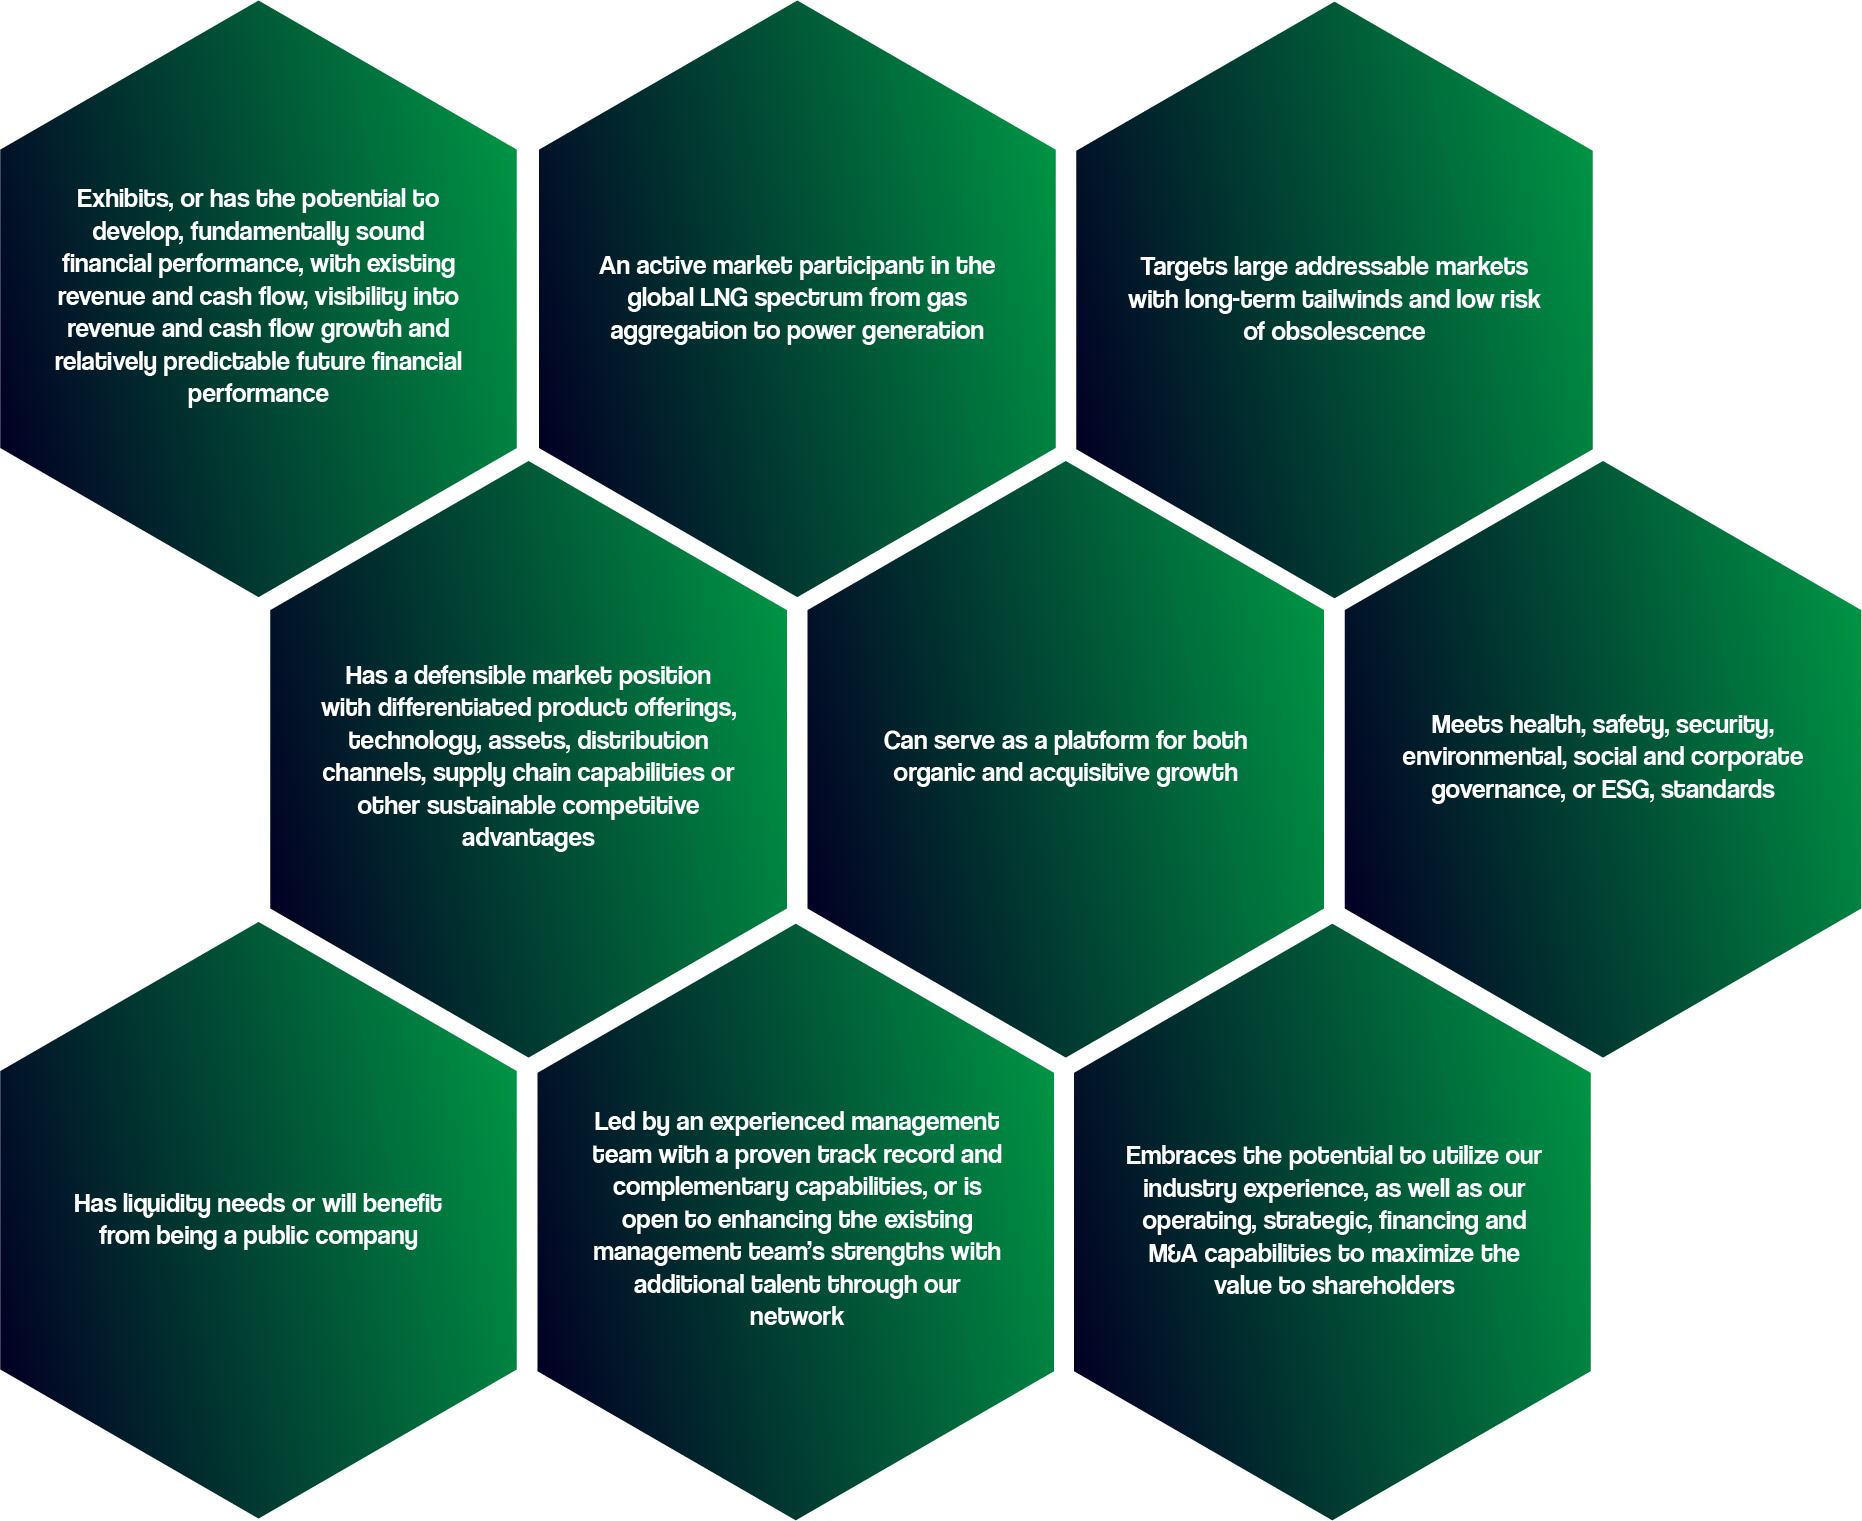 Exhibits, or has the potential to
develop, fundamentally sound
financial performance, with existing
revenue and cash flow, visibility into
revenue and cash flow growth and
relatively predictable future financial
performance
An active market participant in the
global LNG spectrum from gas
aggregation to power generation
Targets large addressable markets
with long-term tailwinds and low risk
of obsolescence
Has a defensible market position
with differentiated product offerings,
technology, assets, distribution
channels, supply chain capabilities or
other sustainable competitive
advantages
Can serve as a platform for both
organic and acquisitive growth
Meets health, safety, security,
environmental, social and corporate
governance, or ESG, standards
Has liquidity needs or will benefit
from being a public company
Led by an experienced management
team with a proven track record and
complementary capabilities, or is
open to enhancing the existing
management team’s strengths with
additional talent through our
network
Embraces the potential to utilize our
industry experience, as well as our
operating, strategic, financing and
M&A capabilities to maximize the
value to shareholders